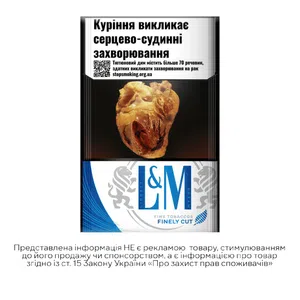 Куріння викликає
серцево-судинні
захворювання
Тютюновий дим містить більше 70 речовин,
здатних викликати захворювання на рак
stopsmoking.org.ua
L&M
FINE TOBACCOS
FINELY CUT
Представлена інформація НЕ є рекламою товару, стимулюванням
до його продажу чи спонсорством, а є інформацією про товар
згідно із ст. 15 Закону України «Про захист прав споживачів»